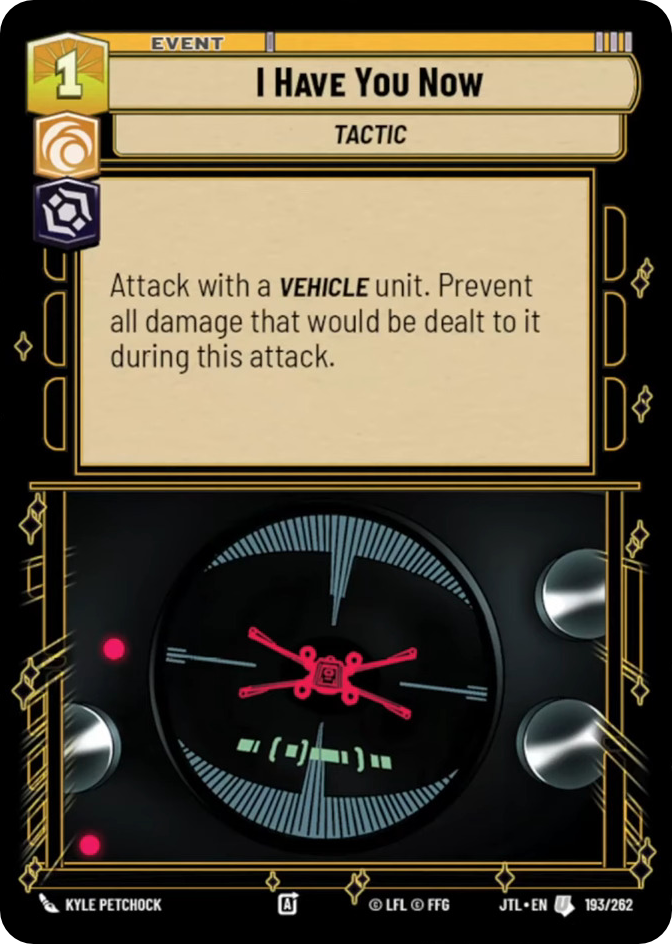 EVENT
1
I HAVE YOU NOW
TACTIC
Attack with a VEHICLE unit. Prevent
all damage that would be dealt to it
during this attack.
KYLE PETCHOCK
A
© LFL © FFG
JTL • EN
U
193/262